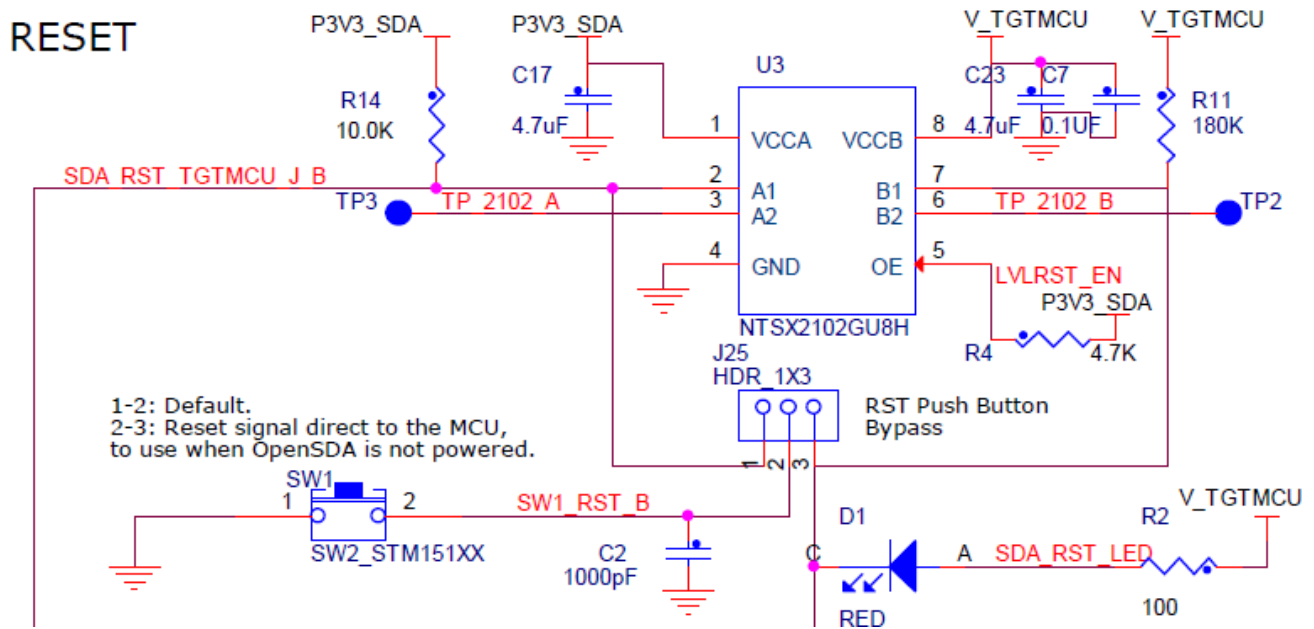 RESET
P3V3_SDA
P3V3_SDA
V_TGTMCU
V_TGTMCU
R14
10.0K
C17
4.7uF
U3
C23
4.7uF
C7
0.1UF
R11
180K
1
VCCA
VCCB
8
SDA_RST_TGTMCU_J_B
2
A1
B1
7
TP3
TP_2102_A
3
A2
B2
6
TP_2102_B
TP2
4
GND
OE
5
LVLRST_EN
P3V3_SDA
NTSX2102GU8H
R4
4.7K
J25
HDR_1X3
RST Push Button
Bypass
1-2: Default.
2-3: Reset signal direct to the MCU,
to use when OpenSDA is not powered.
1
2
3
SW1
1
2
SW1_RST_B
SW2_STM151XX
C2
1000pF
D1
C
A
RED
SDA_RST_LED
R2
100
V_TGTMCU